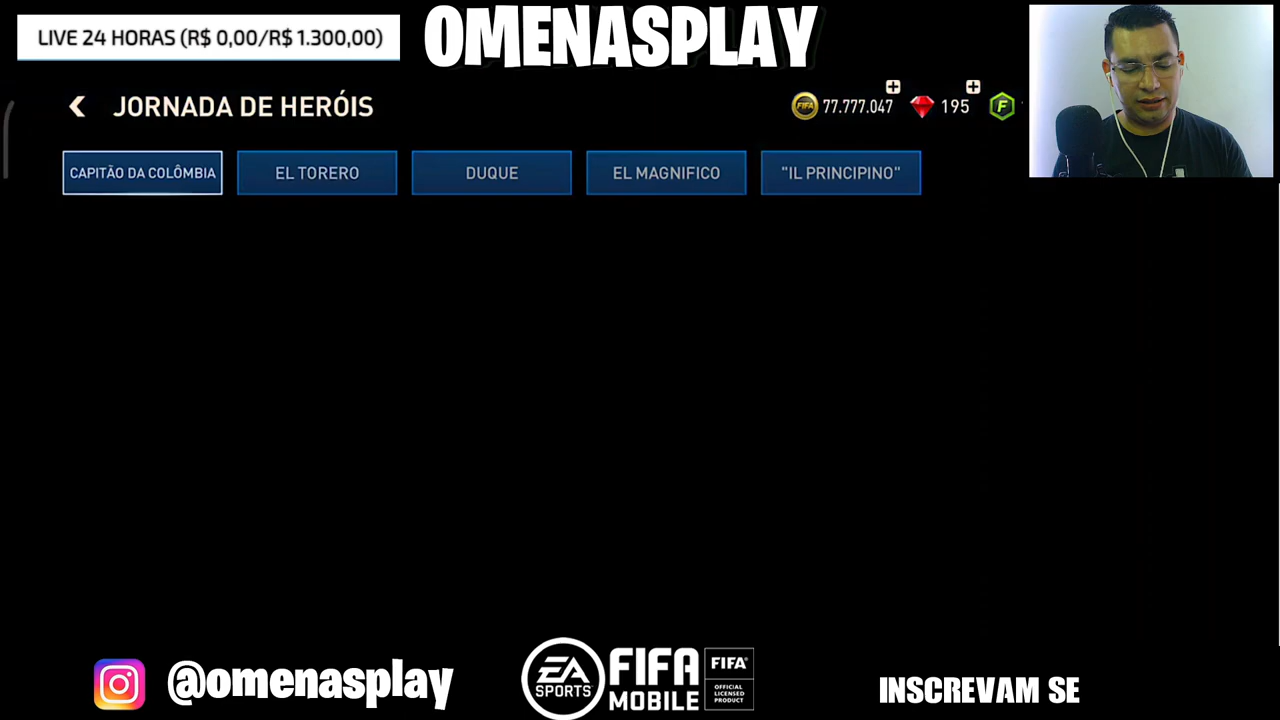 LIVE 24 HORAS (R$ 0,00/R$ 1.300,00)
OMENASPLAY
JORNADA DE HERÓIS
FIFA 77.777.047 195 F
CAPITÃO DA COLÔMBIA EL TORERO DUQUE EL MAGNIFICO "IL PRINCIPINO"
@omenasplay
EA SPORTS
FIFA MOBILE
FIFA®
OFFICIAL LICENSED PRODUCT
INSCREVAM SE